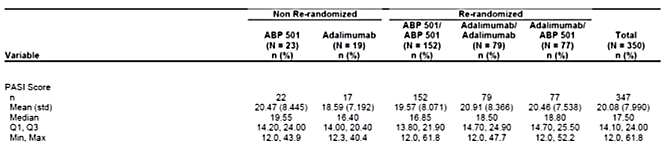 Non Re-randomized Re-randomized
ABP 501/ Adalimumab/ Adalimumab/
ABP 501 Adalimumab ABP 501 Adalimumab ABP 501 Total
(N = 23) (N = 19) (N = 152) (N = 79) (N = 77) (N = 350)
Variable n (%) n (%) n (%) n (%) n (%) n (%)
PASI Score
n 22 17 152 79 77 347
Mean (std) 20.47 (8.445) 18.59 (7.192) 19.57 (8.071) 20.91 (8.366) 20.46 (7.538) 20.08 (7.990)
Median 19.55 16.40 16.85 18.50 18.80 17.50
Q1, Q3 14.20, 24.00 14.00, 20.40 13.80, 21.90 14.70, 24.90 14.70, 25.50 14.10, 24.00
Min, Max 12.0, 43.9 12.3, 40.4 12.0, 61.8 12.0, 47.7 12.0, 52.2 12.0, 61.8